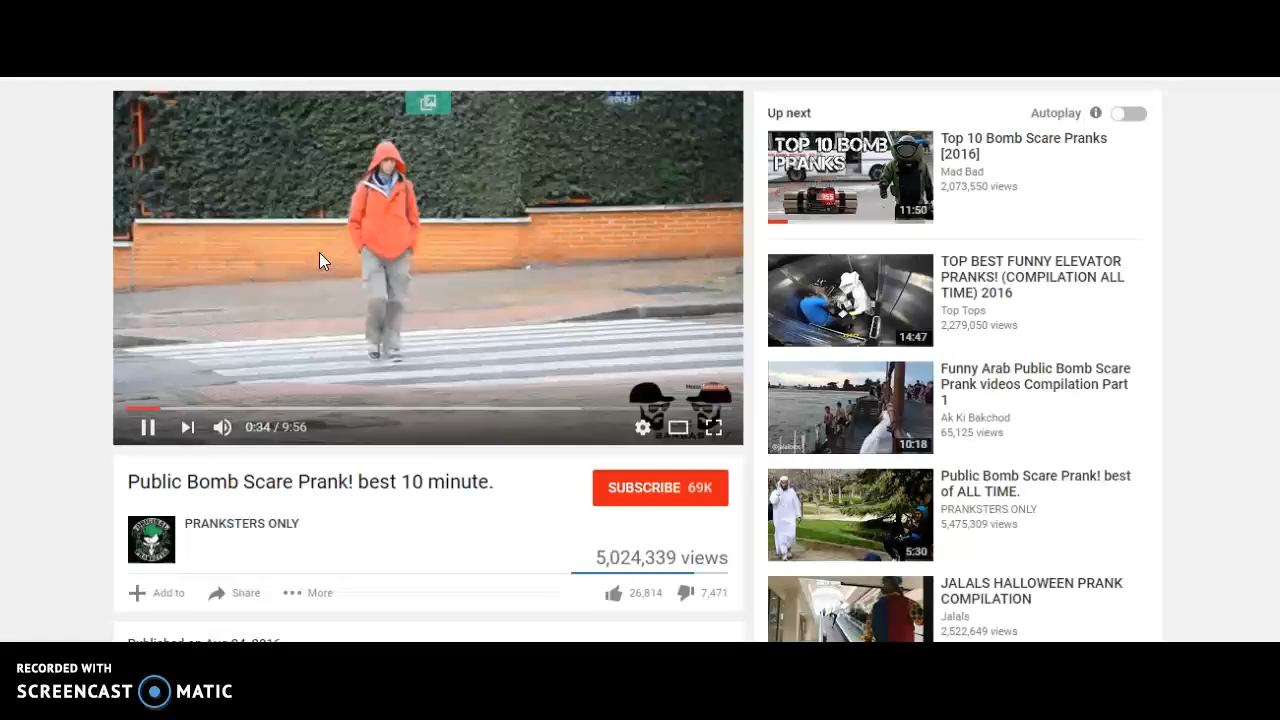 Up next
Autoplay
TOP 10 BOMB
PRANKS
11:50
Top 10 Bomb Scare Pranks
[2016]
Mad Bad
2,073,550 views
14:47
TOP BEST FUNNY ELEVATOR
PRANKS! (COMPILATION ALL
TIME) 2016
Top Tops
2,279,050 views
10:18
Funny Arab Public Bomb Scare
Prank videos Compilation Part
1
Ak Ki Bakchod
65,125 views
5:30
Public Bomb Scare Prank! best
of ALL TIME.
PRANKSTERS ONLY
5,475,309 views
JALALS HALLOWEEN PRANK
COMPILATION
Jalals
2,522,649 views
0:34 / 9:56
Public Bomb Scare Prank! best 10 minute.
SUBSCRIBE 69K
PRANKSTERS ONLY
5,024,339 views
Add to
Share
More
26,814
7,471
Published on Aug 24, 2016
RECORDED WITH
SCREENCAST MATIC